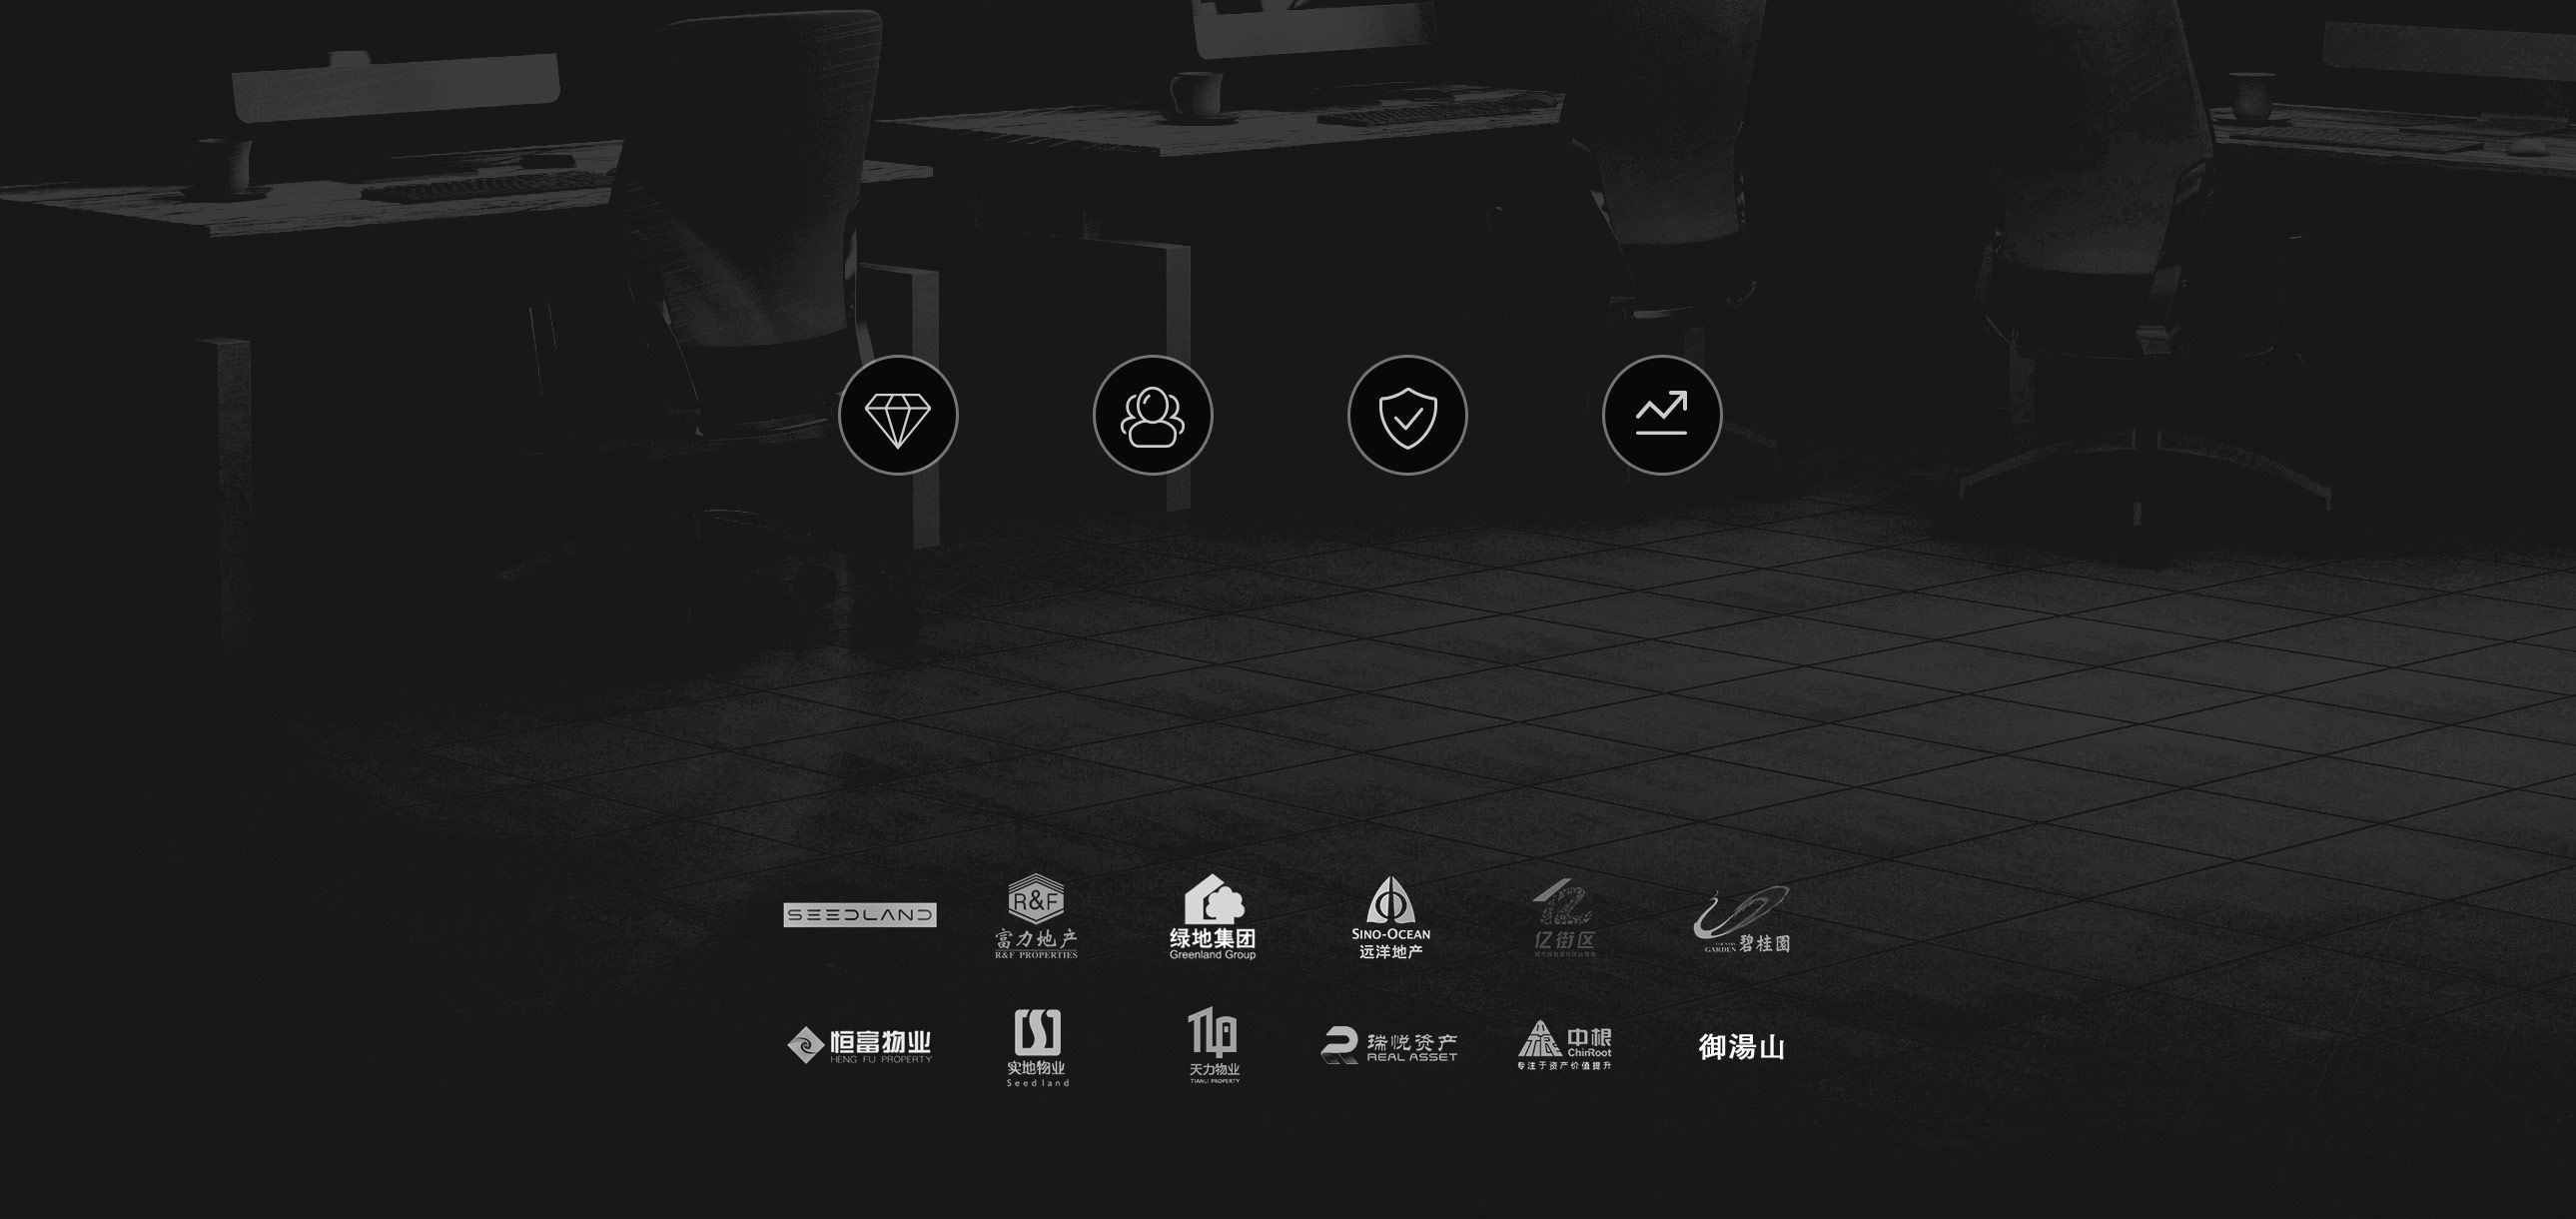 SEEDLAND
R&F
富力地产
R&F PROPERTIES
绿地集团
Greenland Group
SINO-OCEAN
远洋地产
亿街区
GARDEN 碧桂園
恒富物业
HENG FU PROPERTY
实地物业
Seedland
天力物业
TIANLI PROPERTY
瑞悦资产
REAL ASSET
中根
ChinRoot
专注于资产价值提升
御湯山